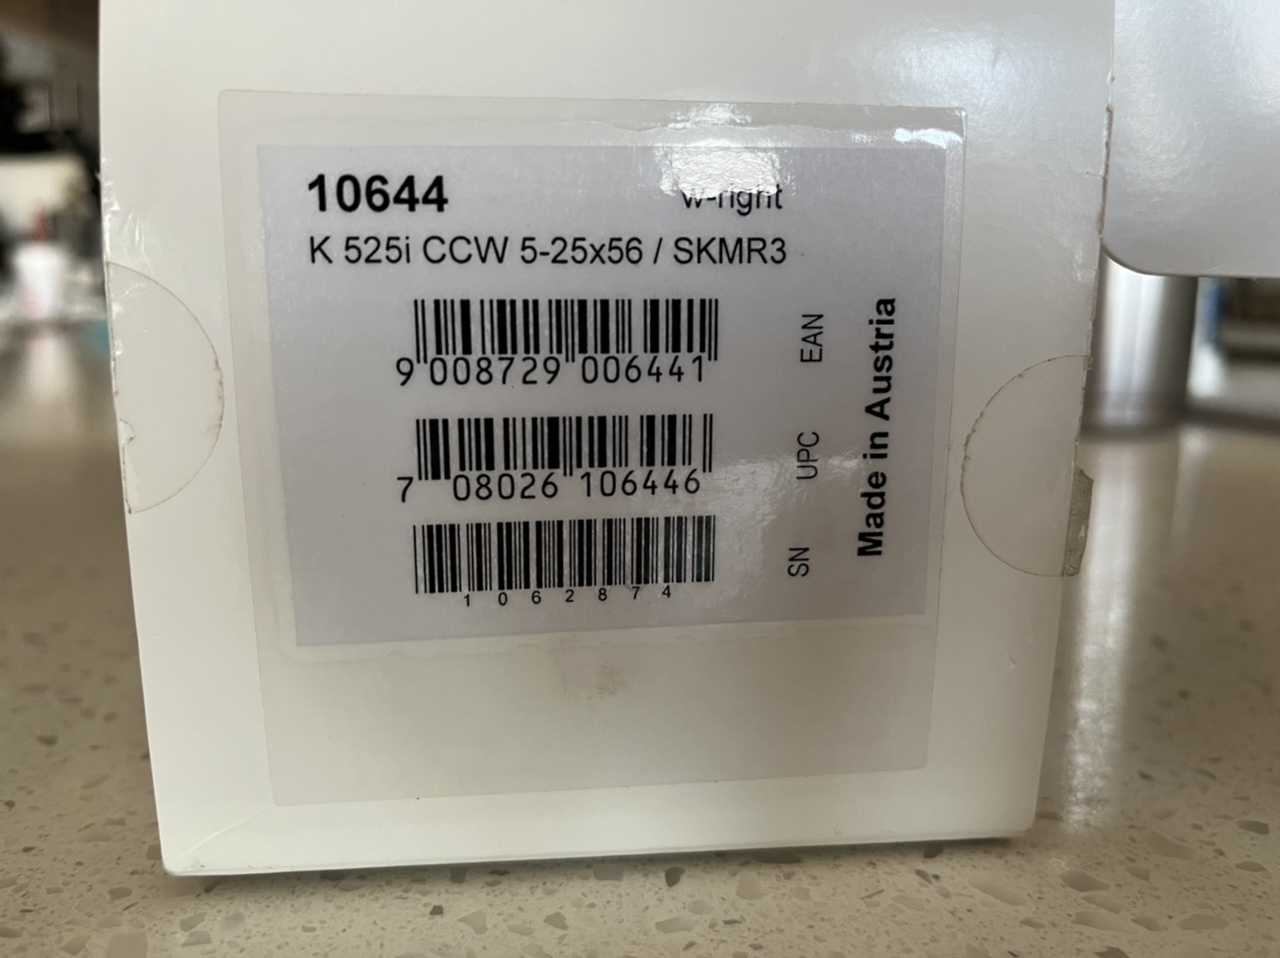 10644 w-right
K 525i CCW 5-25x56 / SKMR3
9 008729 006441
EAN
7 08026 106446
UPC
1062874
SN
Made in Austria